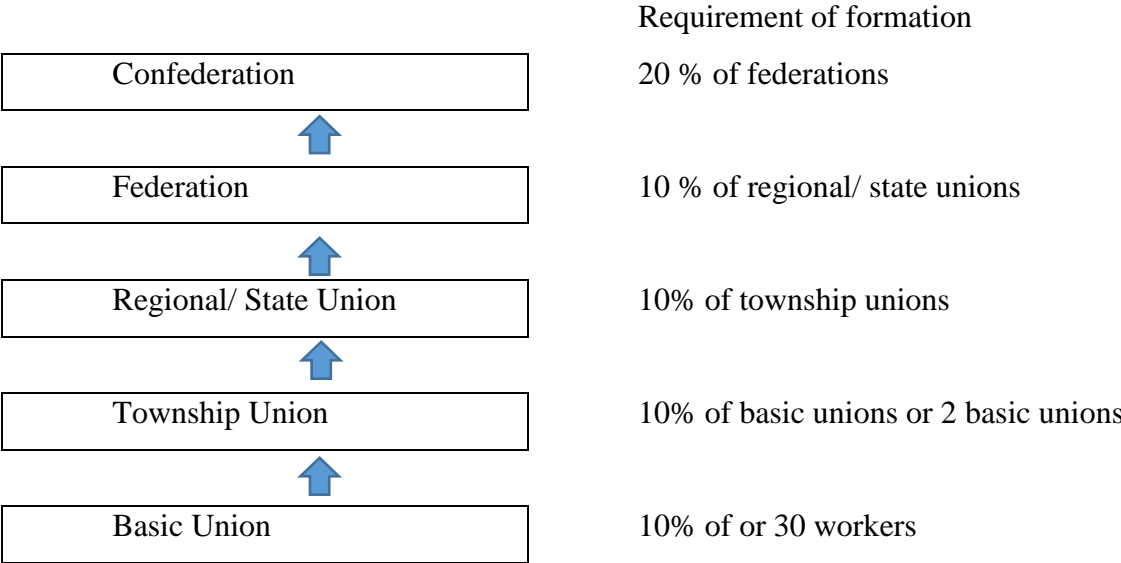 Requirement of formation
Confederation 20 % of federations
Federation 10 % of regional/ state unions
Regional/ State Union 10% of township unions
Township Union 10% of basic unions or 2 basic unions
Basic Union 10% of or 30 workers